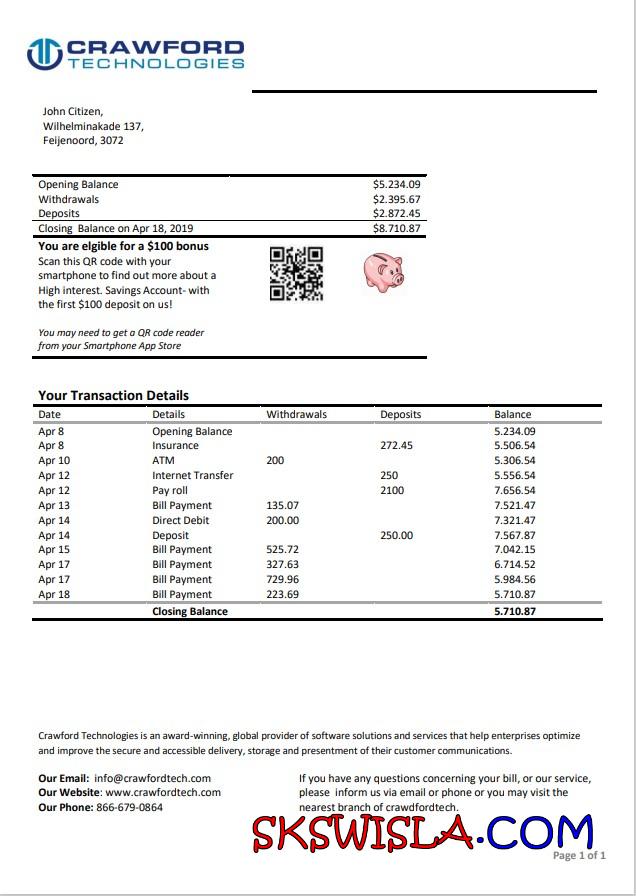 CRAWFORD
TECHNOLOGIES
John Citizen,
Wilhelminakade 137,
Feijenoord, 3072
Opening Balance $5.234.09
Withdrawals $2.395.67
Deposits $2.872.45
Closing Balance on Apr 18, 2019 $8.710.87
You are elgible for a $100 bonus
Scan this QR code with your
smartphone to find out more about a
High interest. Savings Account- with
the first $100 deposit on us!
You may need to get a QR code reader
from your Smartphone App Store
Your Transaction Details
Date Details Withdrawals Deposits Balance
Apr 8 Opening Balance 5.234.09
Apr 8 Insurance 272.45 5.506.54
Apr 10 ATM 200 5.306.54
Apr 12 Internet Transfer 250 5.556.54
Apr 12 Pay roll 2100 7.656.54
Apr 13 Bill Payment 135.07 7.521.47
Apr 14 Direct Debit 200.00 7.321.47
Apr 14 Deposit 250.00 7.567.87
Apr 15 Bill Payment 525.72 7.042.15
Apr 17 Bill Payment 327.63 6.714.52
Apr 17 Bill Payment 729.96 5.984.56
Apr 18 Bill Payment 223.69 5.710.87
Closing Balance 5.710.87
Crawford Technologies is an award-winning, global provider of software solutions and services that help enterprises optimize
and improve the secure and accessible delivery, storage and presentment of their customer communications.
Our Email: info@crawfordtech.com
Our Website: www.crawfordtech.com
Our Phone: 866-679-0864
If you have any questions concerning your bill, or our service,
please inform us via email or phone or you may visit the
nearest branch of crawdfordtech.
SKSWISLA.COM
Page 1 of 1